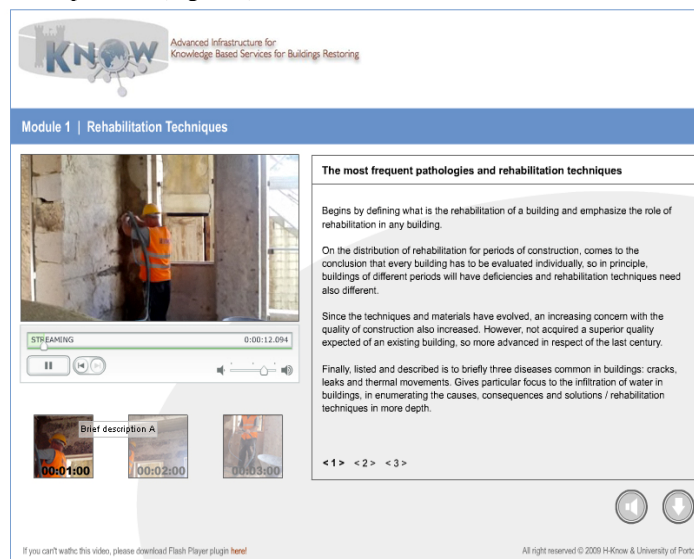 KNOW
Advanced Infrastructure for
Knowledge Based Services for Buildings Restoring
Module 1 | Rehabilitation Techniques
The most frequent pathologies and rehabilitation techniques
Begins by defining what is the rehabilitation of a building and emphasize the role of
rehabilitation in any building.
On the distribution of rehabilitation for periods of construction, comes to the
conclusion that every building has to be evaluated individually, so in principle,
buildings of different periods will have deficiencies and rehabilitation techniques need
also different.
Since the techniques and materials have evolved, an increasing concern with the
quality of construction also increased. However, not acquired a superior quality
expected of an existing building, so more advanced in respect of the last century.
Finally, listed and described is to briefly three diseases common in buildings: cracks,
leaks and thermal movements. Gives particular focus to the infiltration of water in
buildings, in enumerating the causes, consequences and solutions / rehabilitation
techniques in more depth.
< 1 > < 2 > < 3 >
STREAMING 0:00:12.094
Brief description A
00:01:00 00:02:00 00:03:00
If you can't wathc this video, please download Flash Player plugin here!
All right reserved © 2009 H-Know & University of Porto